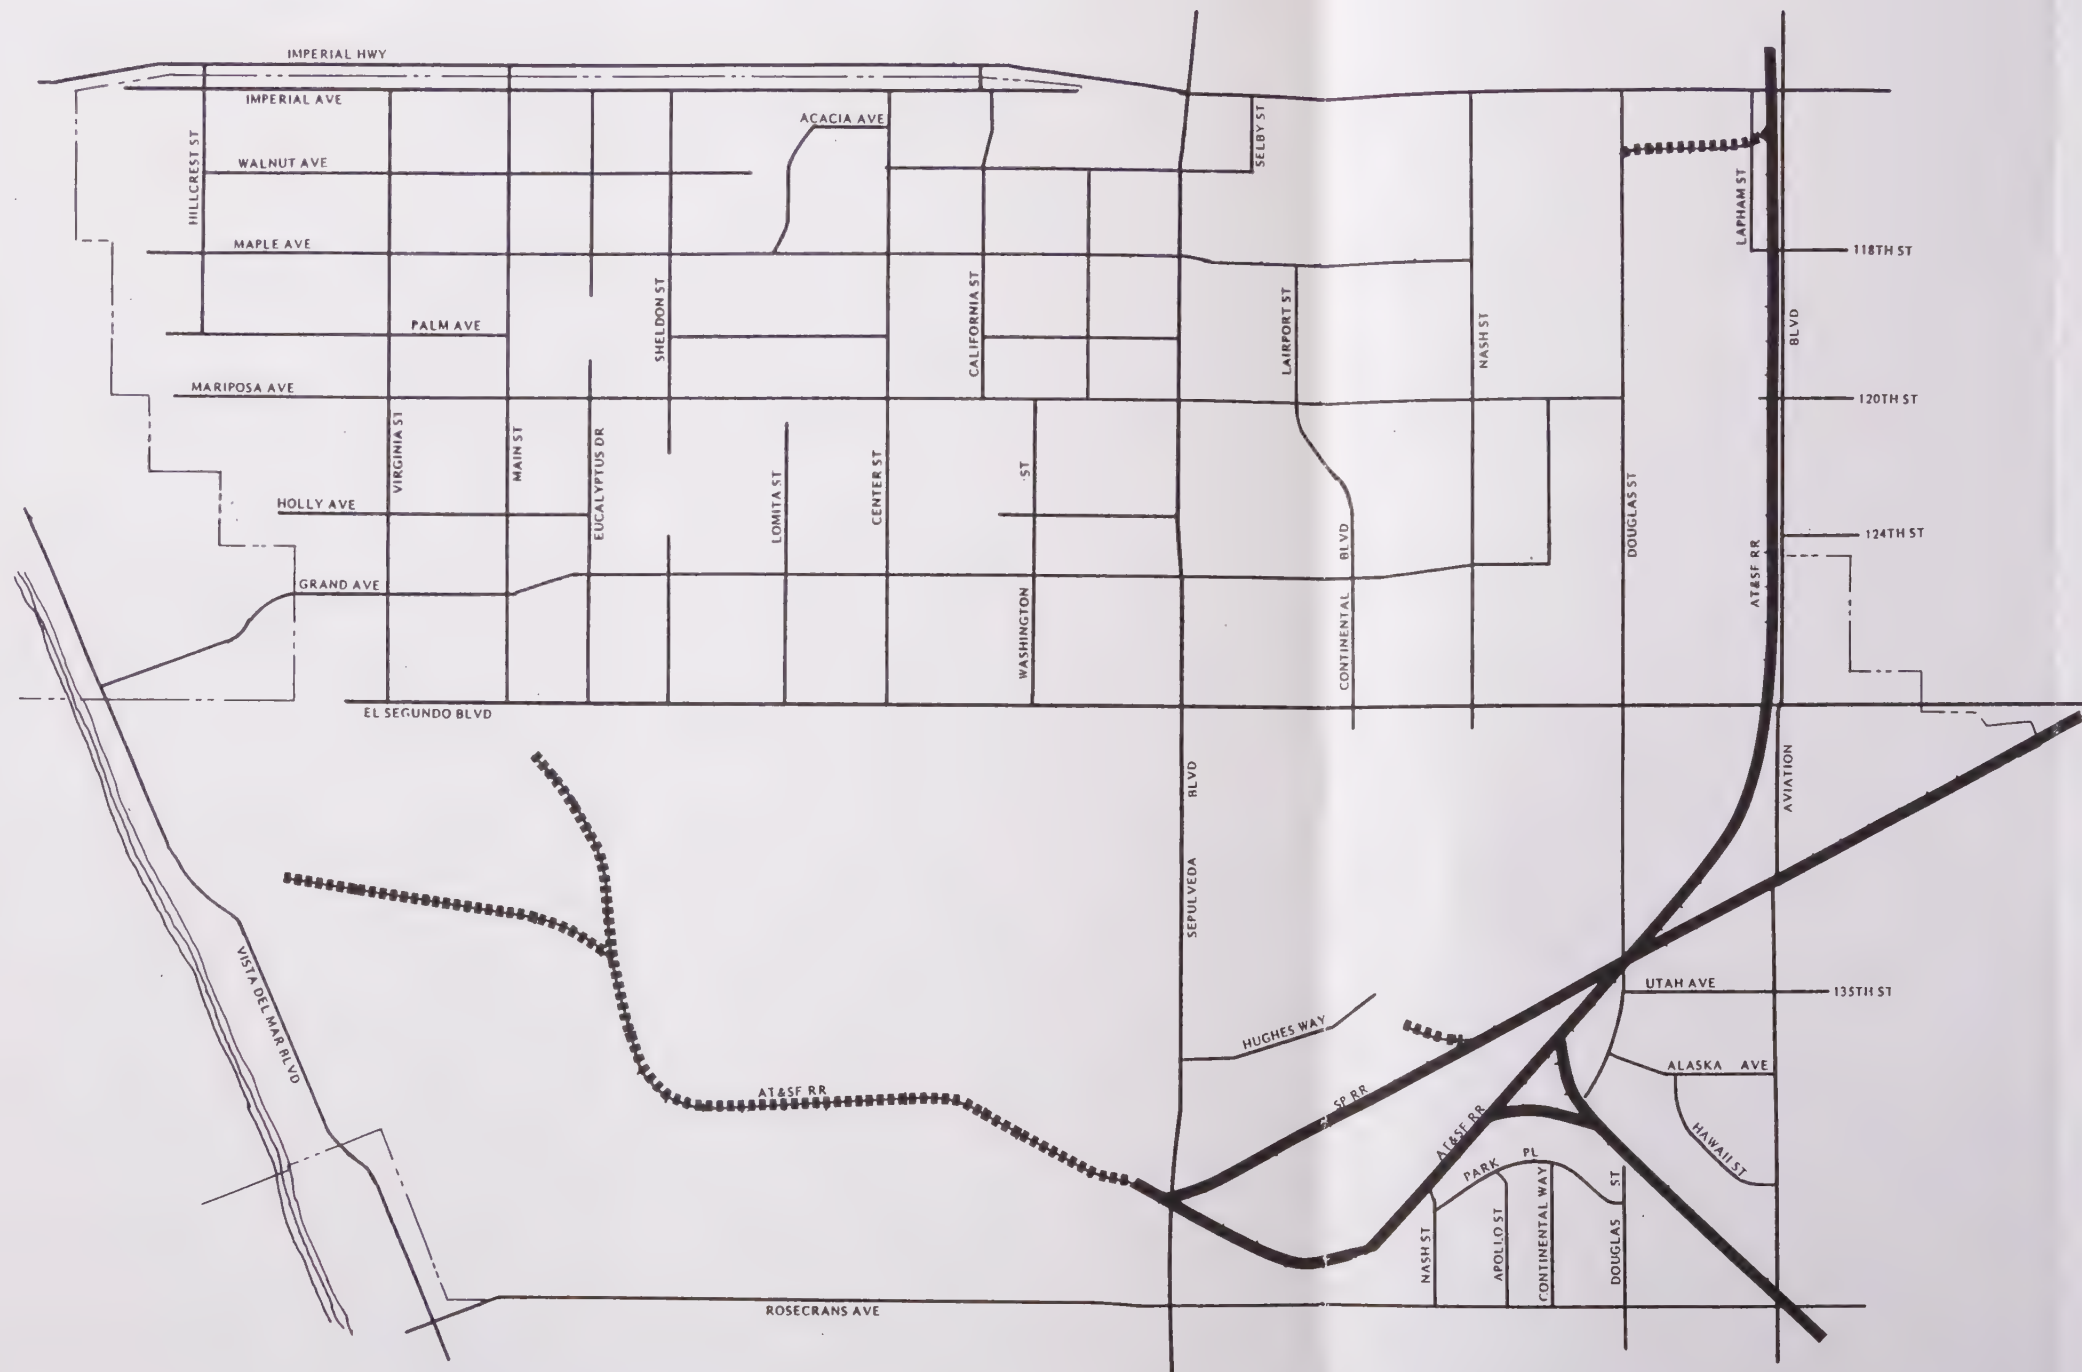 IMPERIAL HWY
IMPERIAL AVE
ACACIA AVE
SELBY ST
HILLCREST ST
WALNUT AVE
LAPHAM ST
MAPLE AVE
118TH ST
SHELDON ST
CALIFORNIA ST
LAIRPORT ST
NASH ST
BLVD
PALM AVE
MARIPOSA AVE
120TH ST
VIRGINIA ST
MAIN ST
EUCALYPTUS DR
LOMITA ST
CENTER ST
ST
DOUGLAS ST
HOLLY AVE
BLVD
124TH ST
AT&SF RR
GRAND AVE
WASHINGTON
CONTINENTAL
EL SEGUNDO BLVD
BLVD
AVIATION
SEPULVEDA
VISTA DEL MAR BLVD
UTAH AVE
135TH ST
HUGHES WAY
ALASKA AVE
AT&SF RR
SP RR
AT&SF RR
HAWAII ST
PARK PL
NASH ST
APOLLO ST
CONTINENTAL WAY
DOUGLAS ST
ROSECRANS AVE